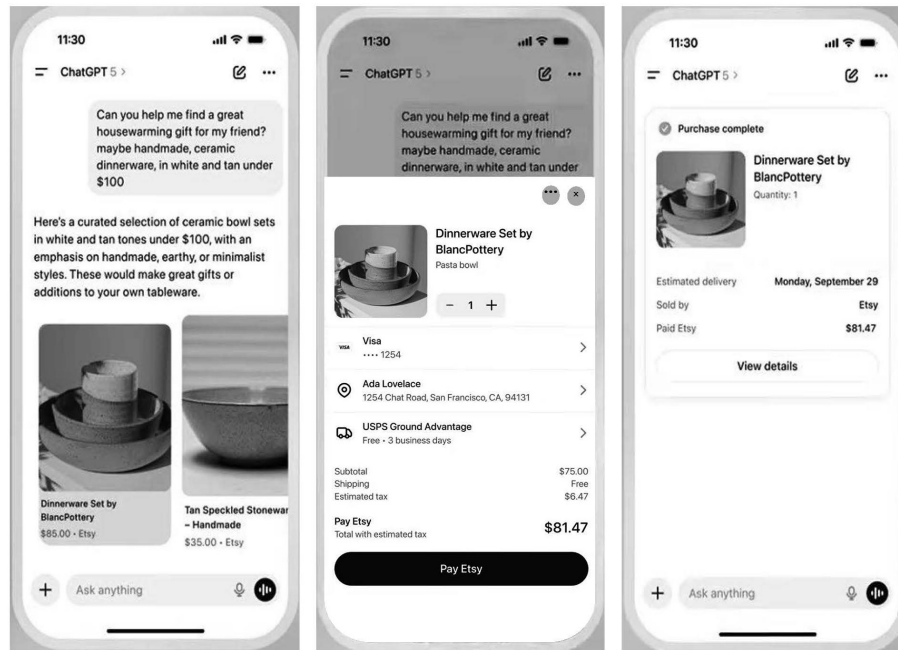 11:30
ChatGPT 5 >
Can you help me find a great
housewarming gift for my friend?
maybe handmade, ceramic
dinnerware, in white and tan under
$100
Here's a curated selection of ceramic bowl sets
in white and tan tones under $100, with an
emphasis on handmade, earthy, or minimalist
styles. These would make great gifts or
additions to your own tableware.
Dinnerware Set by
BlancPottery
$85.00 • Etsy
Tan Speckled Stonewar
– Handmade
$35.00 • Etsy
Ask anything
11:30
ChatGPT 5 >
Can you help me find a great
housewarming gift for my friend?
maybe handmade, ceramic
dinnerware, in white and tan under
Dinnerware Set by
BlancPottery
Pasta bowl
− 1 +
VISA
Visa
•••• 1254
Ada Lovelace
1254 Chat Road, San Francisco, CA, 94131
USPS Ground Advantage
Free • 3 business days
Subtotal $75.00
Shipping Free
Estimated tax $6.47
Pay Etsy
Total with estimated tax
$81.47
Pay Etsy
11:30
ChatGPT 5 >
Purchase complete
Dinnerware Set by
BlancPottery
Quantity: 1
Estimated delivery Monday, September 29
Sold by Etsy
Paid Etsy $81.47
View details
Ask anything